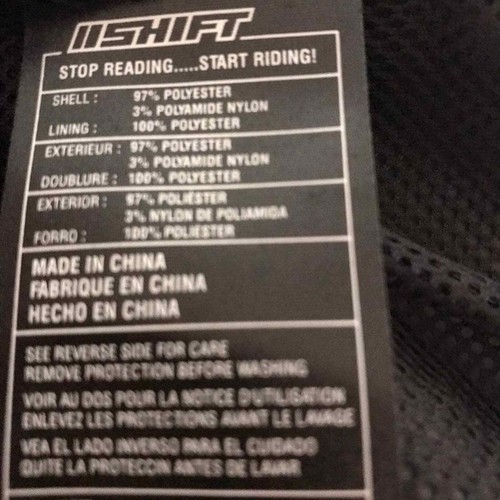 SHIFT
STOP READING.....START RIDING!
SHELL : 97% POLYESTER
3% POLYAMIDE NYLON
LINING : 100% POLYESTER
EXTERIEUR : 97% POLYESTER
3% POLYAMIDE NYLON
DOUBLURE : 100% POLYESTER
EXTERIOR : 97% POLIESTER
3% NYLON DE POLIAMIDA
FORRO : 100% POLIESTER
MADE IN CHINA
FABRIQUE EN CHINA
HECHO EN CHINA
SEE REVERSE SIDE FOR CARE
REMOVE PROTECTION BEFORE WASHING
VOIR AU DOS POUR LA NOTICE D'UTILISATION
ENLEVEZ LES PROTECTIONS AVANT LE LAVAGE
VEA EL LADO INVERSO PARA EL CUIDADO
QUITE LA PROTECCIN ANTES DE LAVAR